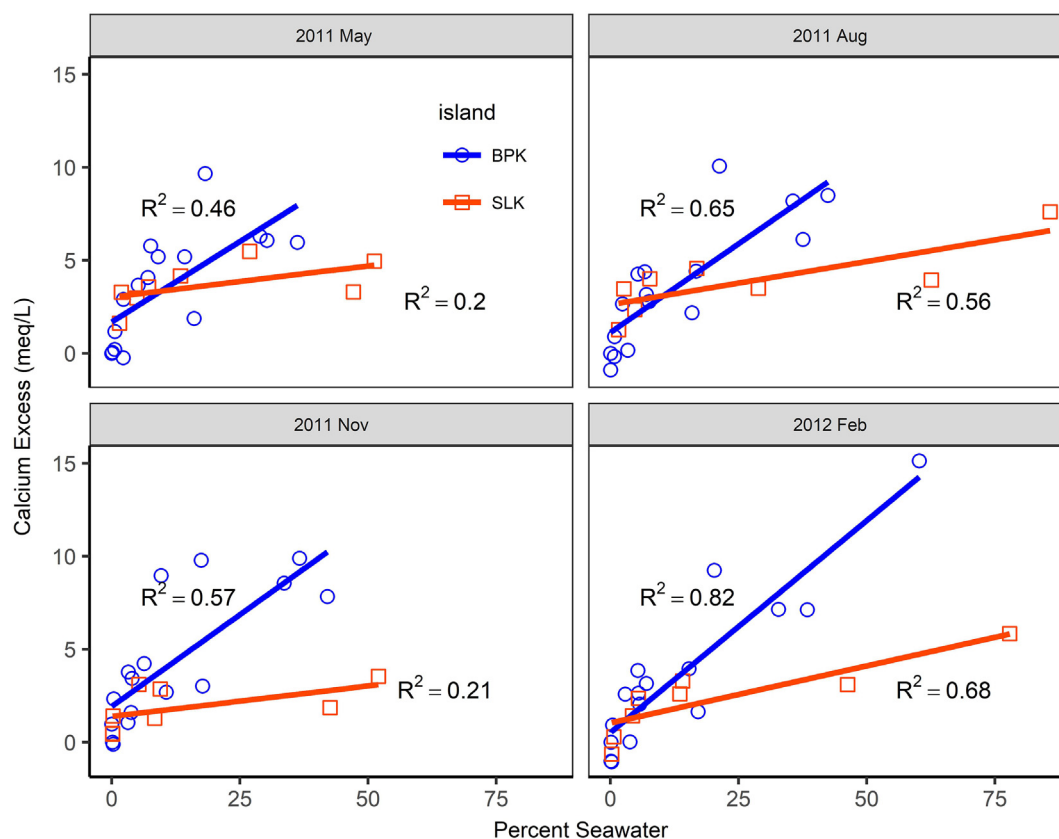 2011 May
2011 Aug
15
10
5
0
island
BPK
SLK
R² = 0.46
R² = 0.2
R² = 0.65
R² = 0.56
Calcium Excess (meq/L)
2011 Nov
2012 Feb
15
10
5
0
R² = 0.57
R² = 0.21
R² = 0.82
R² = 0.68
0 25 50 75
0 25 50 75
Percent Seawater